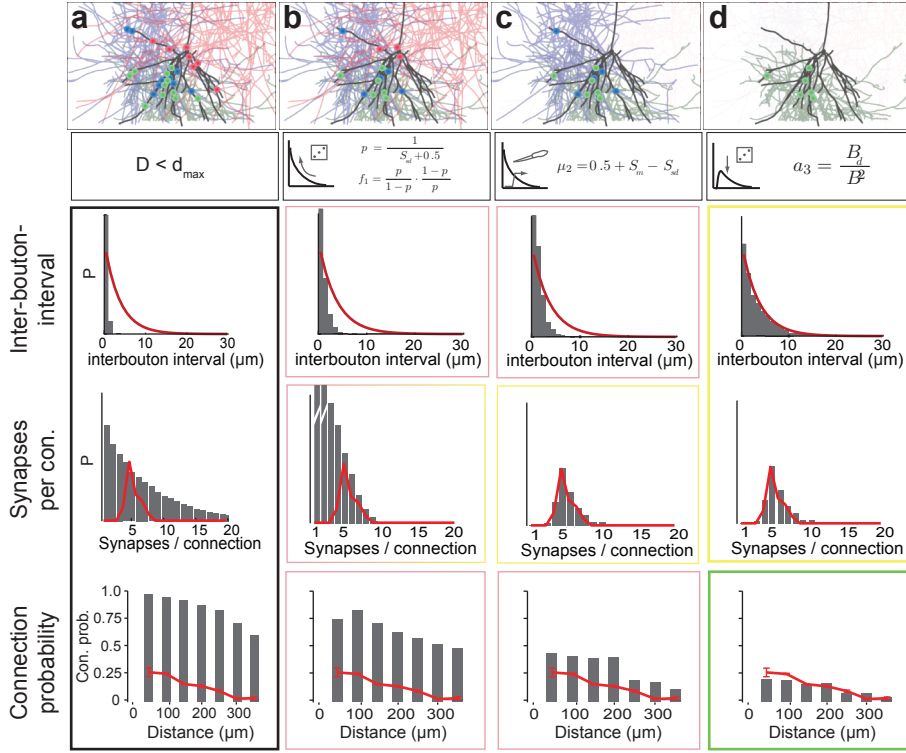 a
b
c
d
D < d_max
p = 1 / (S_sd + 0.5)
f_1 = p / (1 − p) · (1 − p) / p
μ_2 = 0.5 + S_m − S_sd
a_3 = B_d / B^2
Inter-bouton-
interval
P
0 10 20 30
interbouton interval (μm)
0 10 20 30
interbouton interval (μm)
0 10 20 30
interbouton interval (μm)
0 10 20 30
interbouton interval (μm)
Synapses
per con.
P
5 10 15 20
Synapses / connection
1 5 10 20
Synapses / connection
1 5 10 20
Synapses / connection
1 5 10 20
Synapses / connection
Connection
probability
Con. prob.
1.0
0.75
0.5
0.25
0
0 100 200 300
Distance (μm)
0 100 200 300
Distance (μm)
0 100 200 300
Distance (μm)
0 100 200 300
Distance (μm)